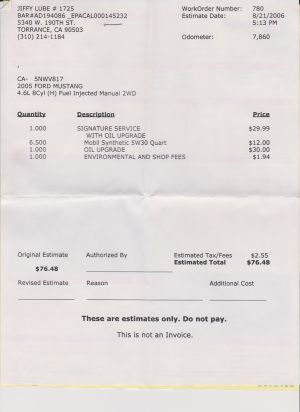 JIFFY LUBE # 1725
BAR#AD194086 _EPACAL000145232
5340 W. 190TH ST.
TORRANCE, CA 90503
(310) 214-1184
WorkOrder Number: 780
Estimate Date: 8/21/2006
5:13 PM
Odometer: 7,860
CA- 5NWV817
2005 FORD MUSTANG
4.6L 8Cyl (H) Fuel Injected Manual 2WD
Quantity Description Price
1.000 SIGNATURE SERVICE $29.99
WITH OIL UPGRADE
6.500 Mobil Synthetic 5W30 Quart $12.00
1.000 OIL UPGRADE $30.00
1.000 ENVIRONMENTAL AND SHOP FEES $1.94
Original Estimate Authorized By Estimated Tax/Fees $2.55
Estimated Total $76.48
$76.48
Revised Estimate Reason Additional Cost
These are estimates only. Do not pay.
This is not an Invoice.